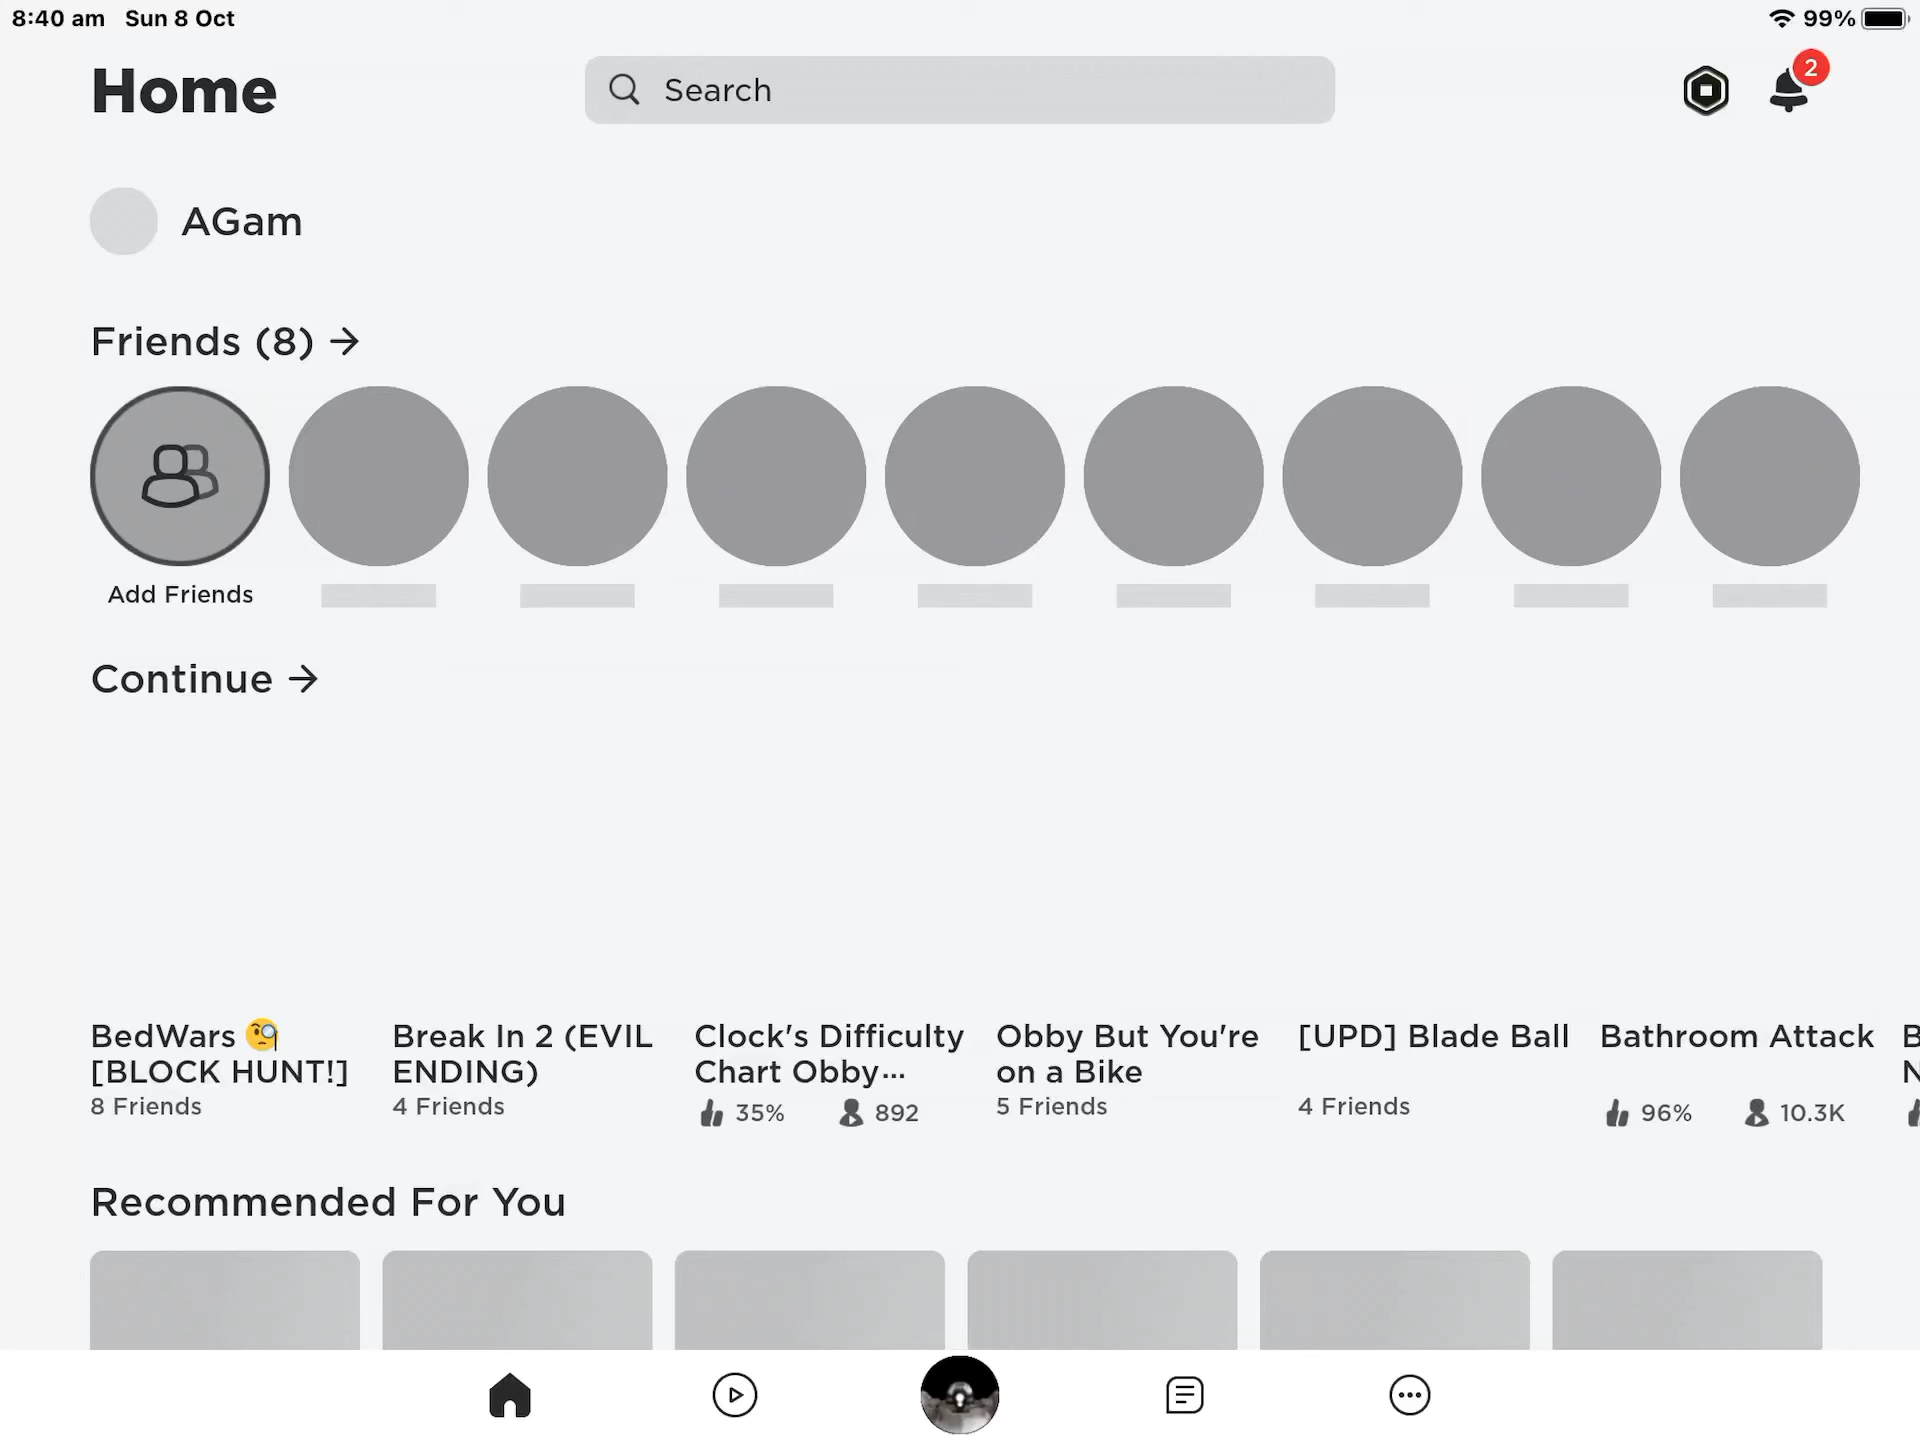 8:40 am Sun 8 Oct 99%
Home
Search
2
AGam
Friends (8) →
Add Friends
Continue →
BedWars 🧐
[BLOCK HUNT!]
8 Friends
Break In 2 (EVIL
ENDING)
4 Friends
Clock's Difficulty
Chart Obby...
35% 892
Obby But You're
on a Bike
5 Friends
[UPD] Blade Ball
4 Friends
Bathroom Attack
96% 10.3K
Recommended For You